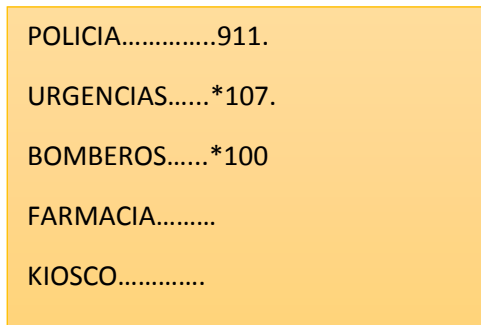 POLICIA…………..911.
URGENCIAS…...*107.
BOMBEROS…...*100
FARMACIA………
KIOSCO………….